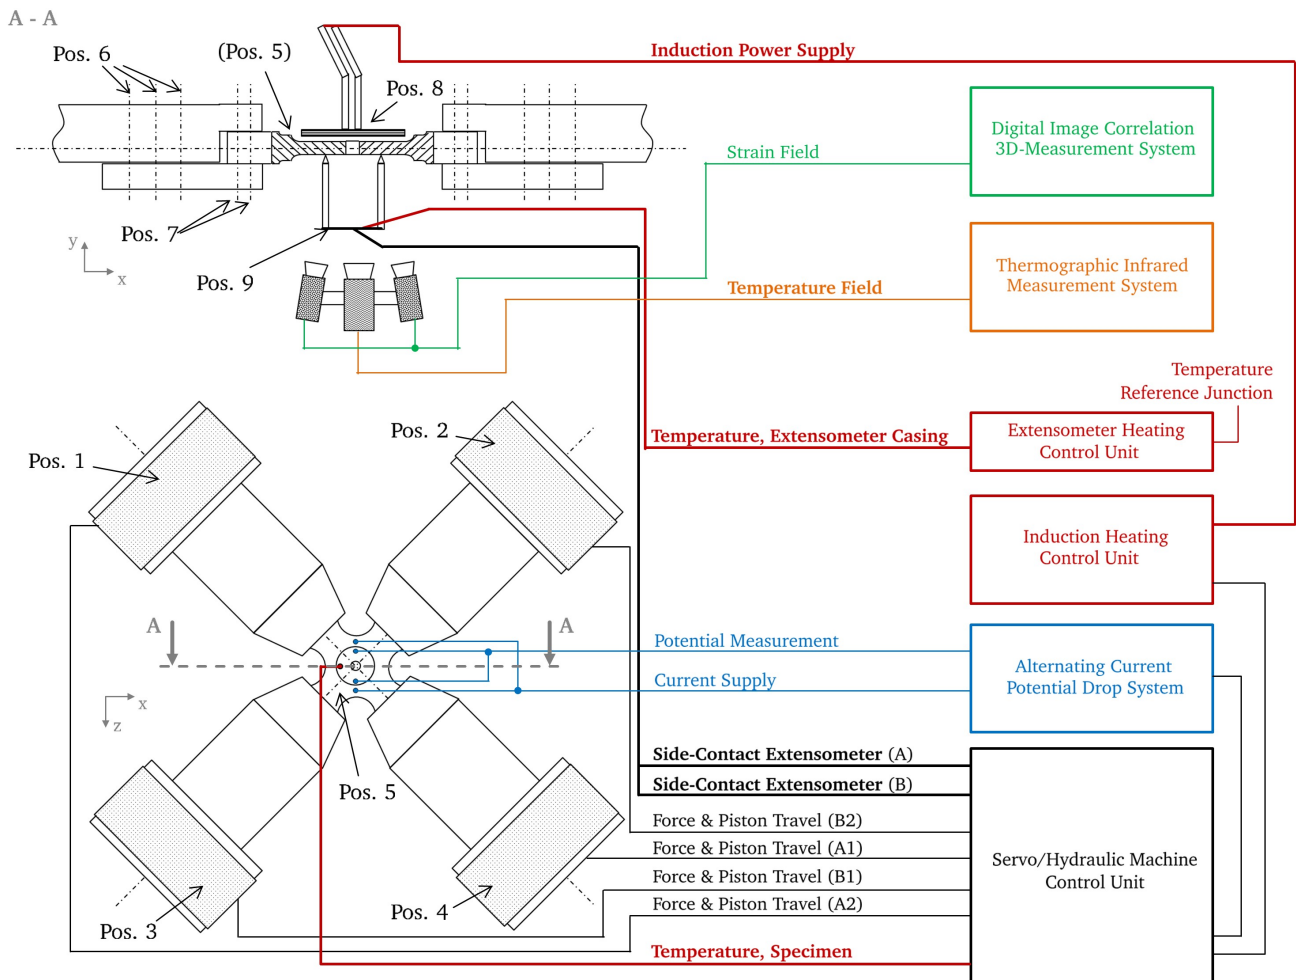 A - A
Pos. 6
(Pos. 5)
Pos. 8
Induction Power Supply
Digital Image Correlation
3D-Measurement System
Strain Field
Pos. 7
y
x
Pos. 9
Thermographic Infrared
Measurement System
Temperature Field
Temperature
Reference Junction
Pos. 1
Pos. 2
Temperature, Extensometer Casing
Extensometer Heating
Control Unit
Induction Heating
Control Unit
A
A
Potential Measurement
Current Supply
Alternating Current
Potential Drop System
x
z
Pos. 5
Side-Contact Extensometer (A)
Side-Contact Extensometer (B)
Force & Piston Travel (B2)
Force & Piston Travel (A1)
Force & Piston Travel (B1)
Force & Piston Travel (A2)
Servo/Hydraulic Machine
Control Unit
Pos. 3
Pos. 4
Temperature, Specimen